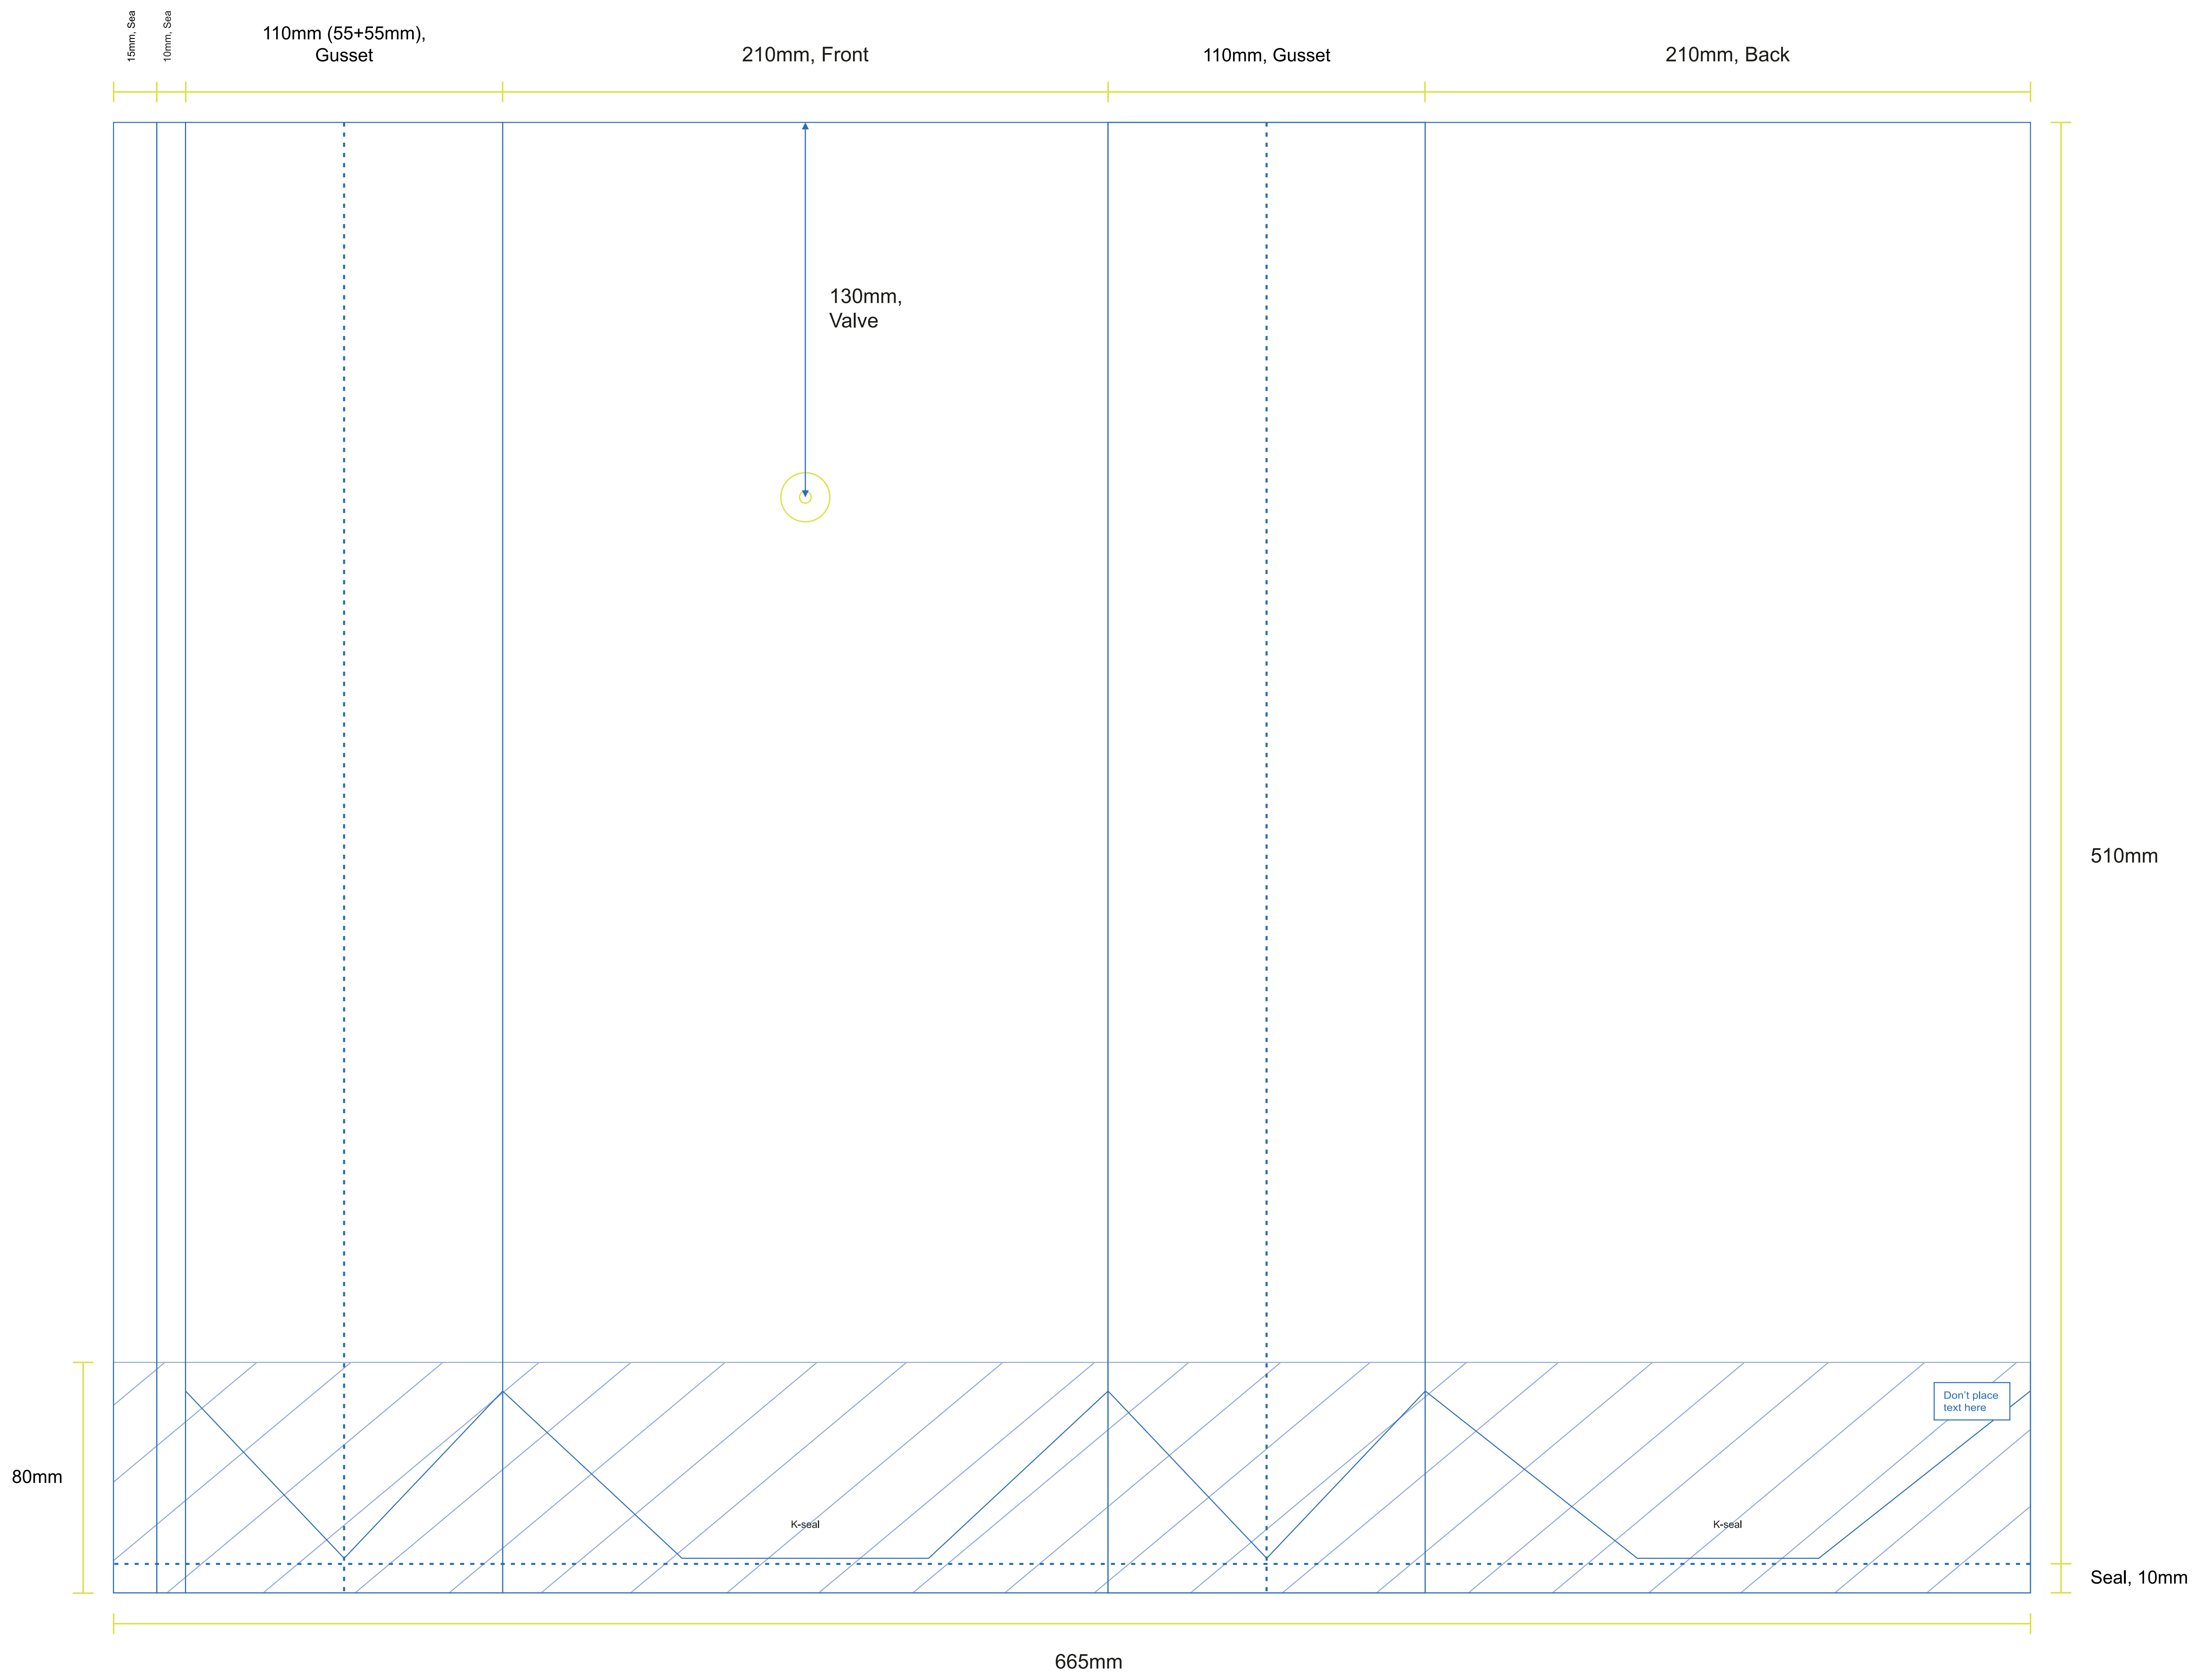 15mm, Sea
10mm, Sea
110mm (55+55mm),
Gusset
210mm, Front
110mm, Gusset
210mm, Back
130mm,
Valve
510mm
Don't place
text here
80mm
K-seal
K-seal
Seal, 10mm
665mm